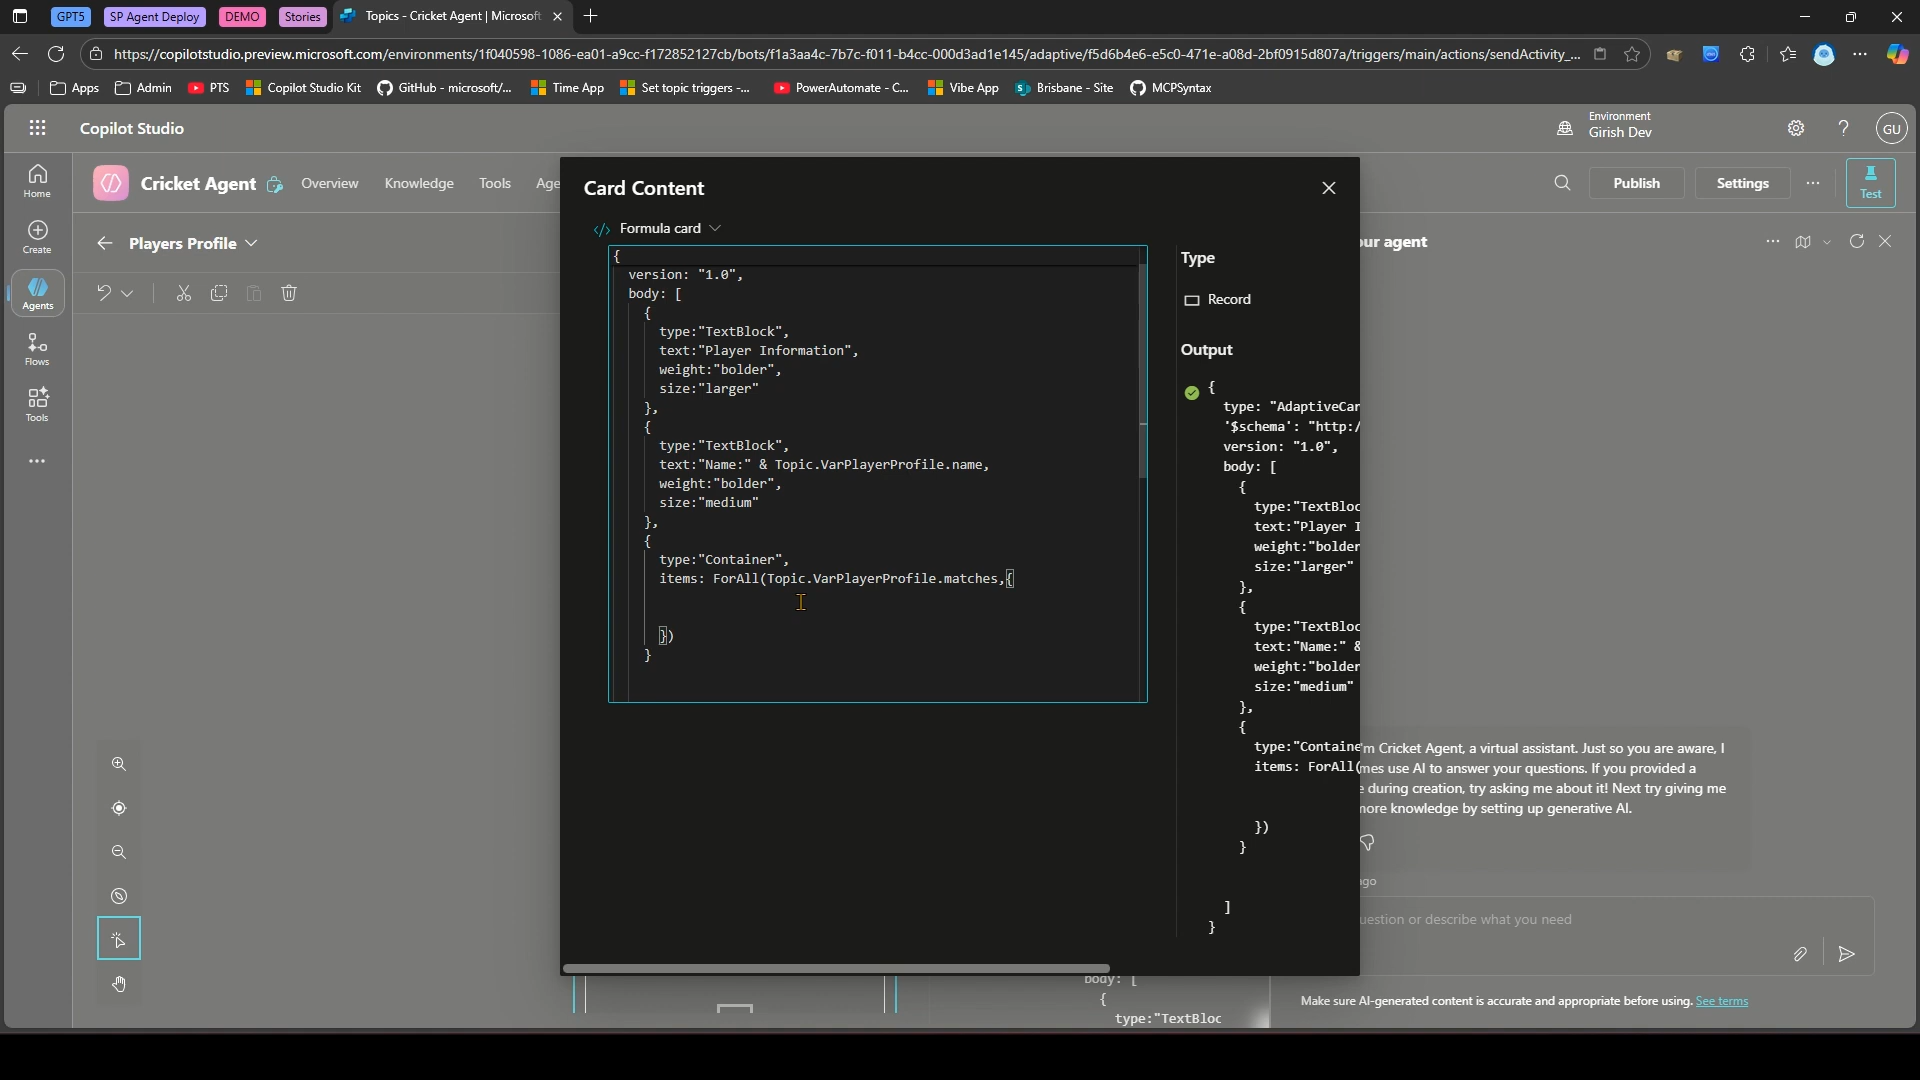 GPT5
SP Agent Deploy
DEMO
Stories
Topics - Cricket Agent | Microsoft
https://copilotstudio.preview.microsoft.com/environments/1f040598-1086-ea01-a9cc-f172852127cb/bots/f1a3aa4c-7b7c-f011-b4cc-000d3ad1e145/adaptive/f5d6b4e6-e5c0-471e-a08d-2bf0915d807a/triggers/main/actions/sendActivity_...
Apps
Admin
PTS
Copilot Studio Kit
GitHub - microsoft/...
Time App
Set topic triggers -...
PowerAutomate - C...
Vibe App
Brisbane - Site
MCPSyntax
Copilot Studio
Environment
Girish Dev
GU
Home
Create
Agents
Flows
Tools
Cricket Agent
Overview
Knowledge
Tools
Age
Publish
Settings
Test
Players Profile
our agent
Card Content
Formula card
{
version: "1.0",
body: [
{
type:"TextBlock",
text:"Player Information",
weight:"bolder",
size:"larger"
},
{
type:"TextBlock",
text:"Name:" & Topic.VarPlayerProfile.name,
weight:"bolder",
size:"medium"
},
{
type:"Container",
items: ForAll(Topic.VarPlayerProfile.matches,{
})
}
Type
Record
Output
{
type: "AdaptiveCar
'$schema': "http:/
version: "1.0",
body: [
{
type:"TextBloc
text:"Player I
weight:"bolder
size:"larger"
},
{
type:"TextBloc
text:"Name:" &
weight:"bolder
size:"medium"
},
{
type:"Containe
items: ForAll(
})
}
]
}
'm Cricket Agent, a virtual assistant. Just so you are aware, I
mes use AI to answer your questions. If you provided a
e during creation, try asking me about it! Next try giving me
more knowledge by setting up generative AI.
ago
uestion or describe what you need
Make sure AI-generated content is accurate and appropriate before using. See terms
body: [
{
type:"TextBloc